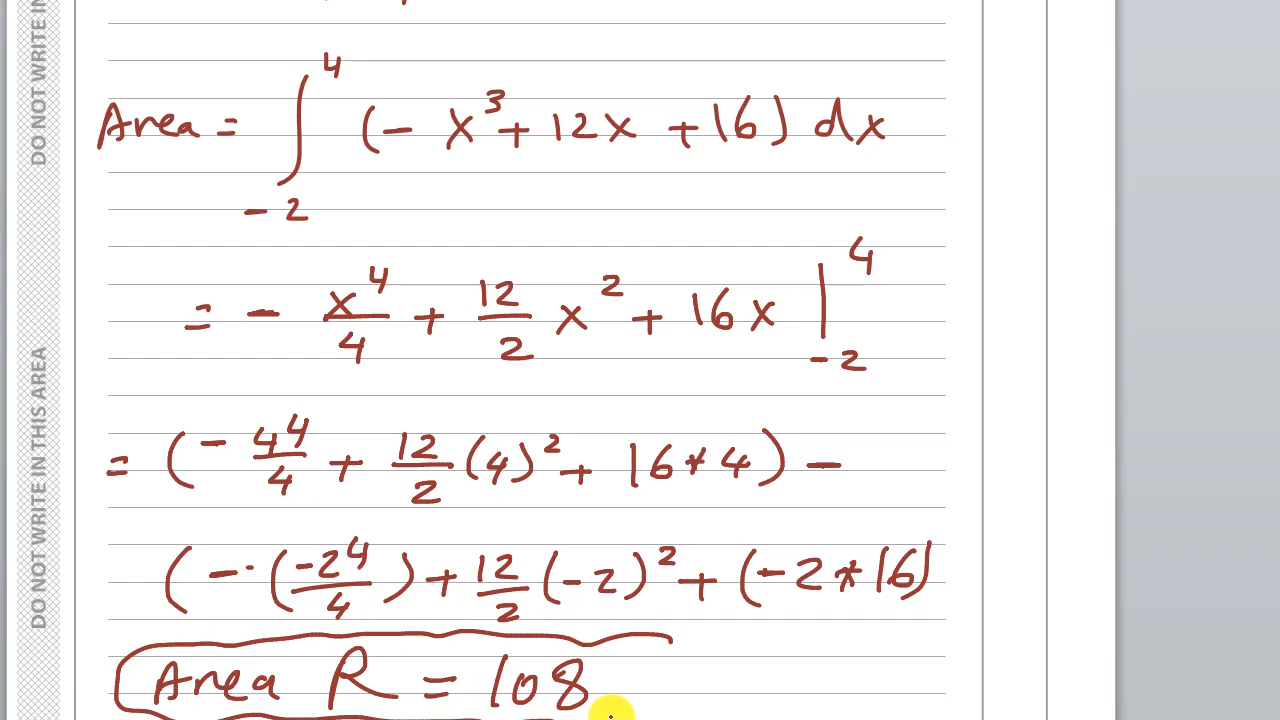 DO NOT WRITE IN
Area = ∫_{-2}^{4} (- x³ + 12x + 16) dx
= - x⁴/4 + 12/2 x² + 16x |_{-2}^{4}
DO NOT WRITE IN THIS AREA
= (- 4⁴/4 + 12/2 (4)² + 16 * 4) -
(- · (-2⁴/4) + 12/2 (-2)² + (-2 * 16)
Area R = 108